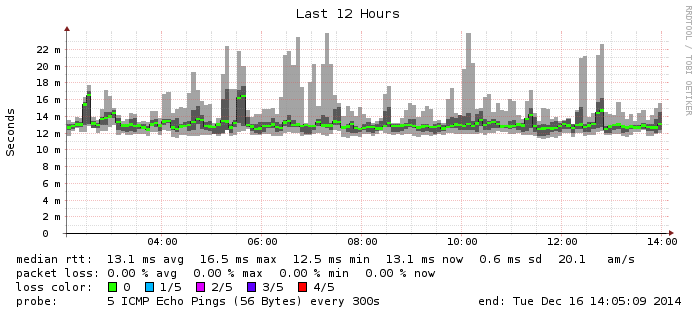 Last 12 Hours
RRDTOOL / TOBI OETIKER
Seconds
22 m
20 m
18 m
16 m
14 m
12 m
10 m
8 m
6 m
4 m
2 m
0
04:00 06:00 08:00 10:00 12:00 14:00
median rtt: 13.1 ms avg 16.5 ms max 12.5 ms min 13.1 ms now 0.6 ms sd 20.1 am/s
packet loss: 0.00 % avg 0.00 % max 0.00 % min 0.00 % now
loss color: 0 1/5 2/5 3/5 4/5
probe: 5 ICMP Echo Pings (56 Bytes) every 300s end: Tue Dec 16 14:05:09 2014